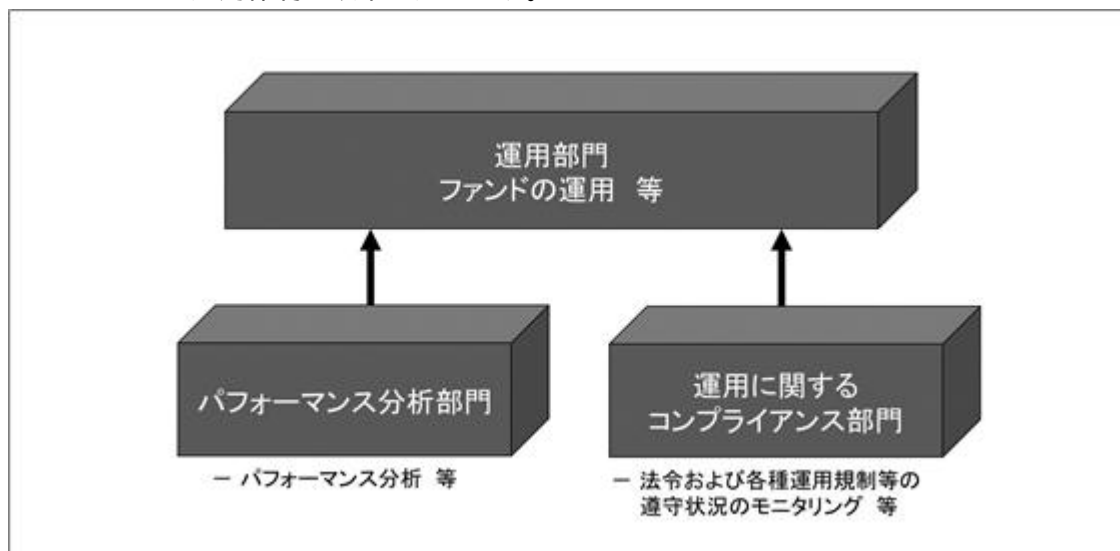 運用部門
ファンドの運用 等
パフォーマンス分析部門
－ パフォーマンス分析 等
運用に関する
コンプライアンス部門
－ 法令および各種運用規制等の
遵守状況のモニタリング 等